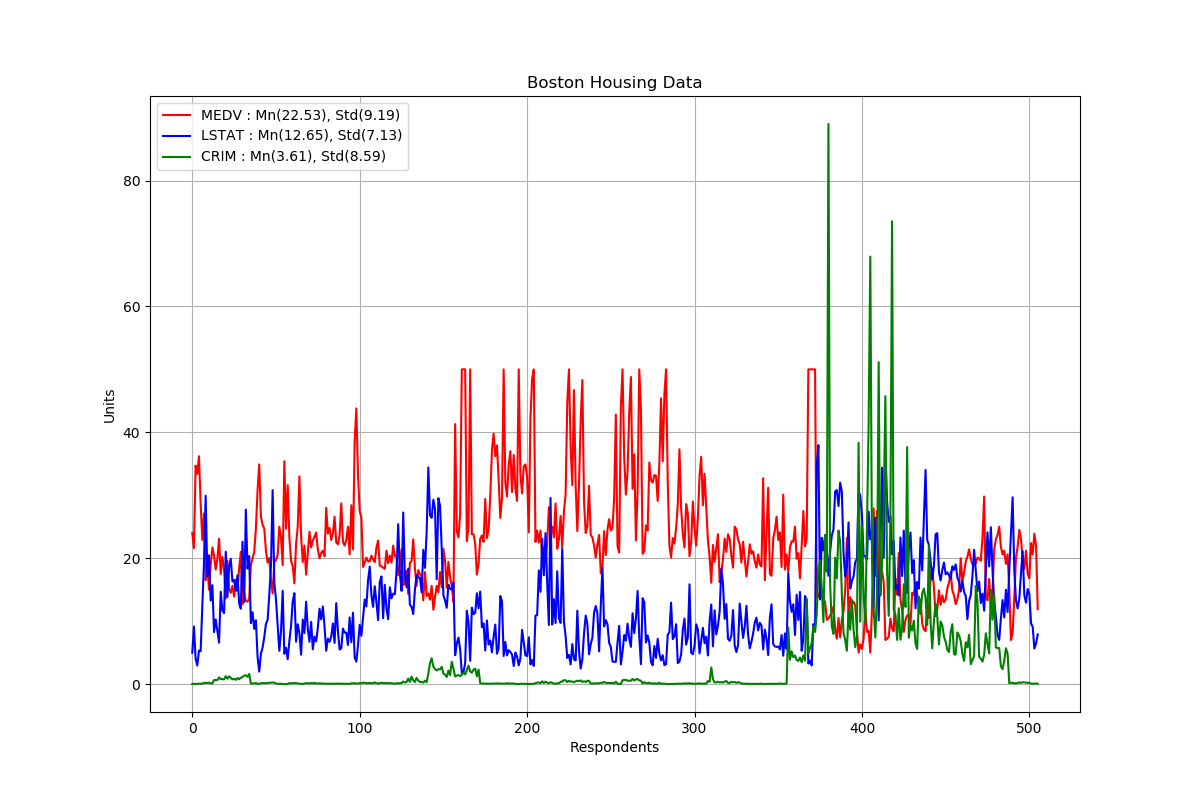 Boston Housing Data
MEDV : Mn(22.53), Std(9.19)
LSTAT : Mn(12.65), Std(7.13)
CRIM : Mn(3.61), Std(8.59)
80
60
40
20
0
Units
0 100 200 300 400 500
Respondents